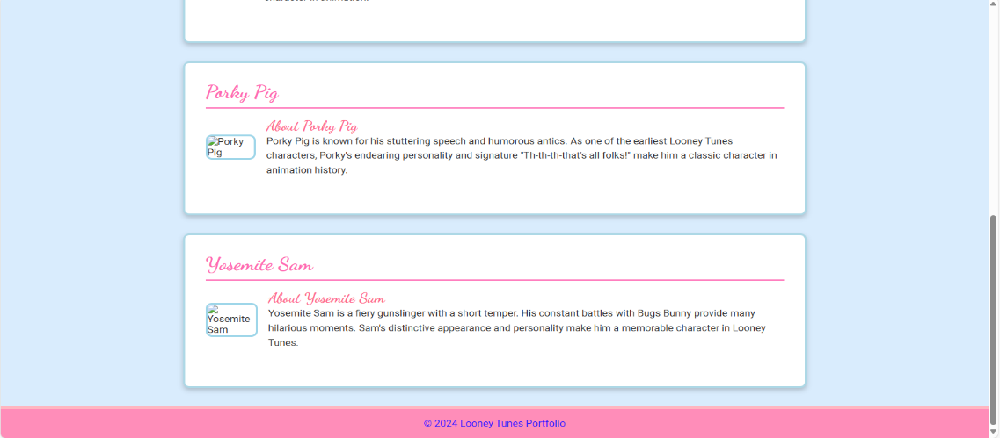 character in animation.
Porky Pig
About Porky Pig
Porky
Pig
Porky Pig is known for his stuttering speech and humorous antics. As one of the earliest Looney Tunes
characters, Porky's endearing personality and signature "Th-th-th-that's all folks!" make him a classic character in
animation history.
Yosemite Sam
About Yosemite Sam
Yosemite
Sam
Yosemite Sam is a fiery gunslinger with a short temper. His constant battles with Bugs Bunny provide many
hilarious moments. Sam's distinctive appearance and personality make him a memorable character in Looney
Tunes.
© 2024 Looney Tunes Portfolio